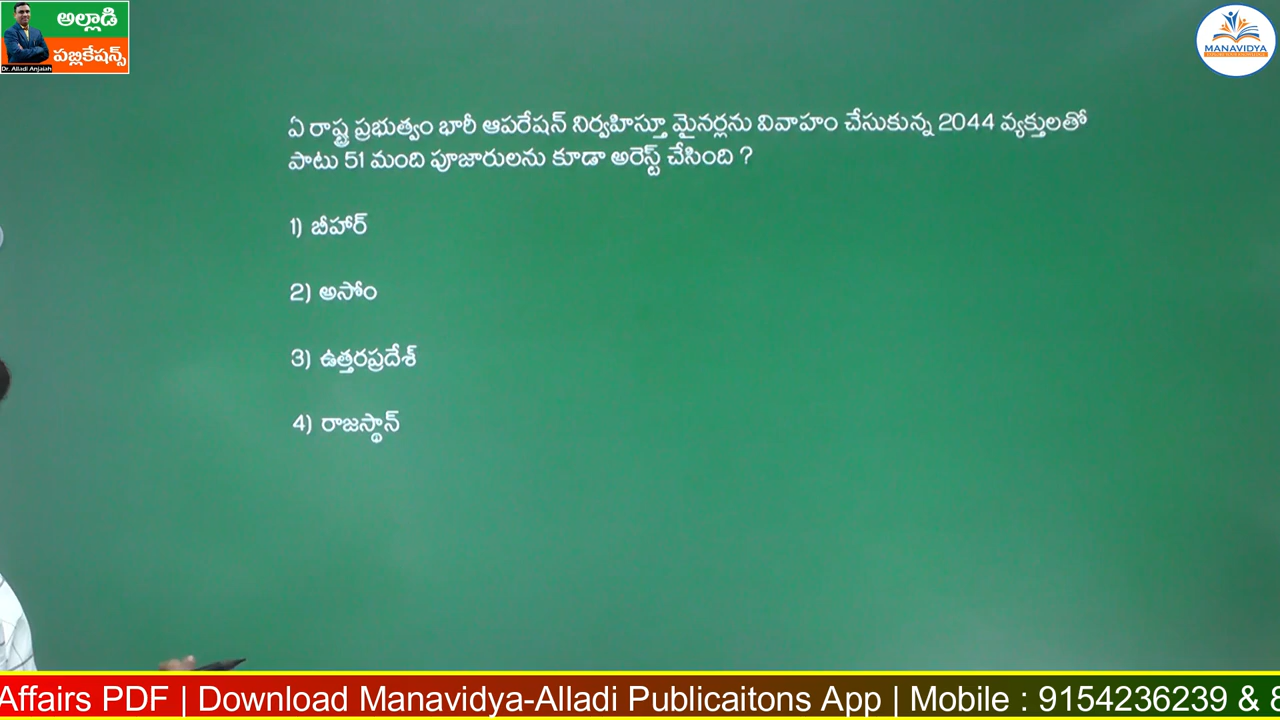 అల్లాడి
పబ్లికేషన్స్
Dr. Alladi Anjaiah
MANAVIDYA
ఏ రాష్ట్ర ప్రభుత్వం భారీ ఆపరేషన్ నిర్వహిస్తూ మైనర్లను వివాహం చేసుకున్న 2044 వ్యక్తులతో
పాటు 51 మంది పూజారులను కూడా అరెస్ట్ చేసింది ?
1) బీహార్
2) అసోం
3) ఉత్తరప్రదేశ్
4) రాజస్థాన్
Affairs PDF | Download Manavidya-Alladi Publicaitons App | Mobile : 9154236239 & 8